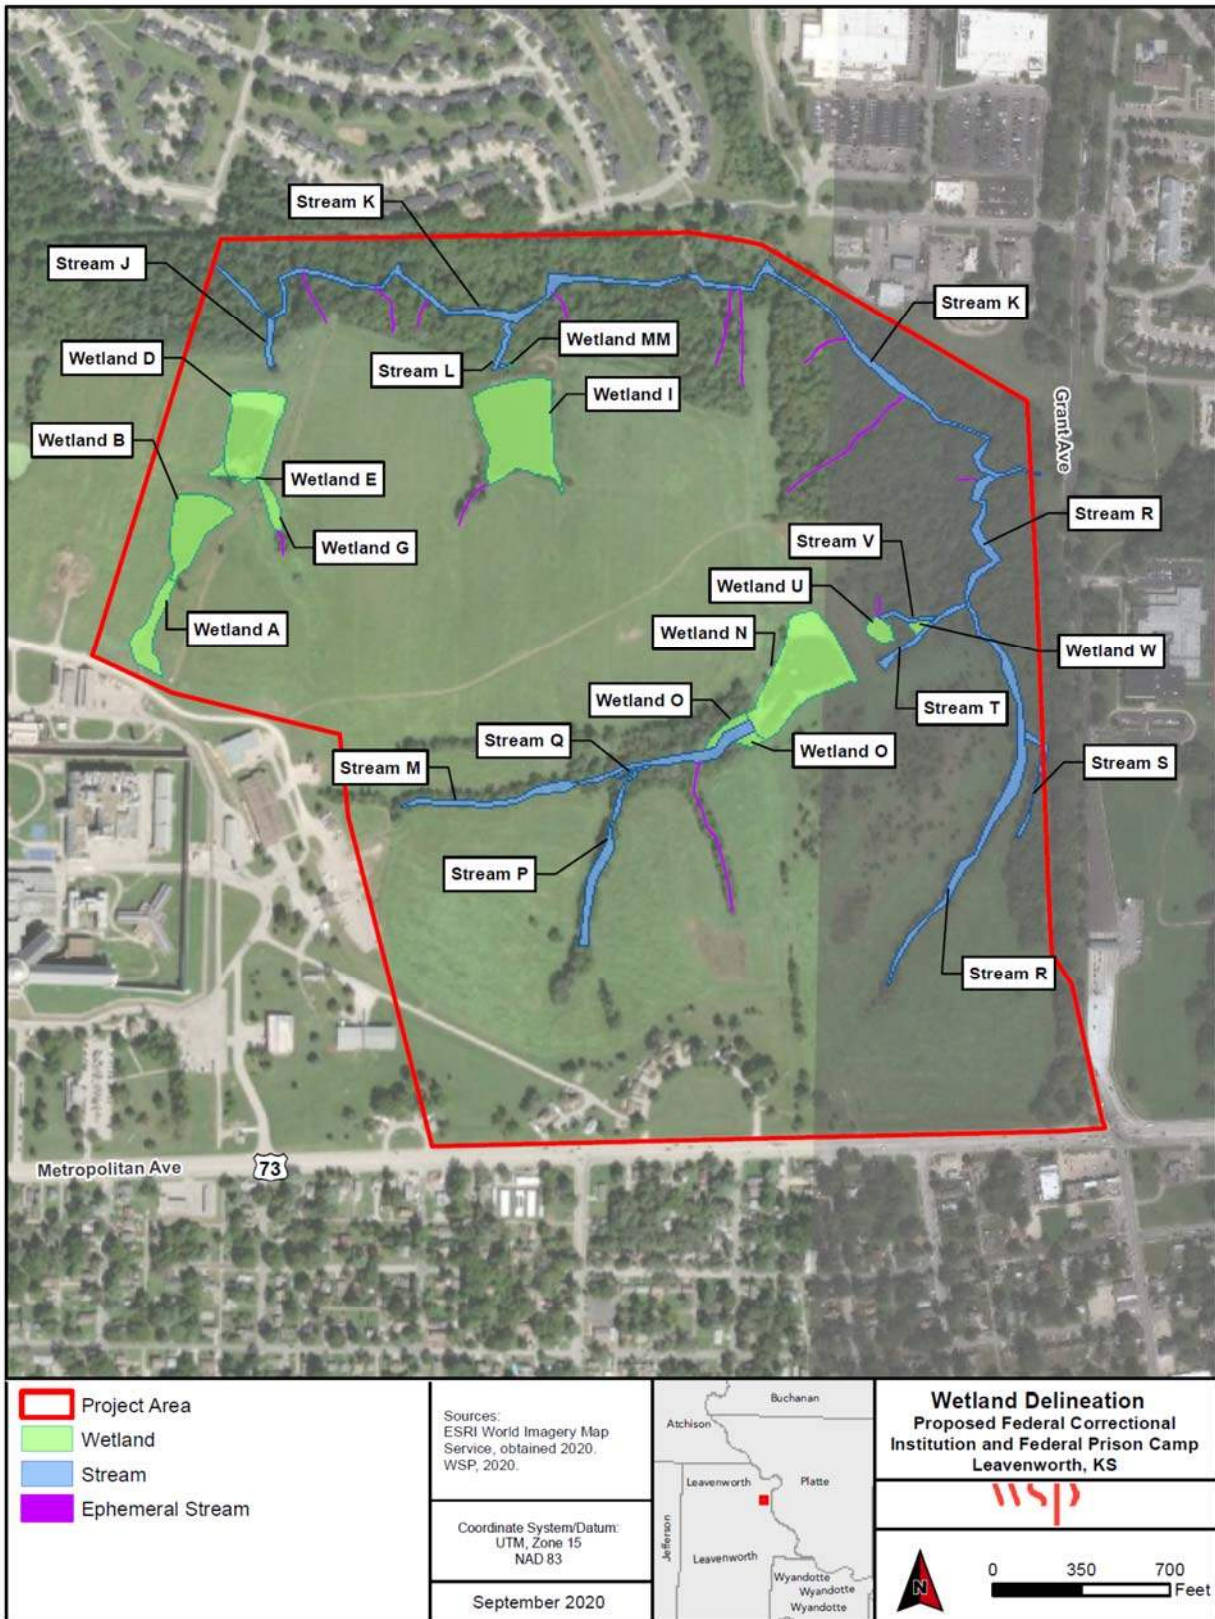 Stream K
Stream J
Stream K
Wetland MM
Wetland D
Stream L
Wetland I
Grant Ave
Wetland B
Wetland E
Stream R
Stream V
Wetland G
Wetland U
Wetland A
Wetland N
Wetland W
Wetland O
Stream T
Stream Q
Wetland O
Stream M
Stream S
Stream P
Stream R
Metropolitan Ave
73
Project Area
Wetland
Stream
Ephemeral Stream
Sources:
ESRI World Imagery Map
Service, obtained 2020.
WSP, 2020.
Coordinate System/Datum:
UTM, Zone 15
NAD 83
September 2020
Buchanan
Atchison
Leavenworth
Platte
Jefferson
Leavenworth
Wyandotte
Wyandotte
Wyandotte
Wetland Delineation
Proposed Federal Correctional
Institution and Federal Prison Camp
Leavenworth, KS
wsp
N
0 350 700
Feet